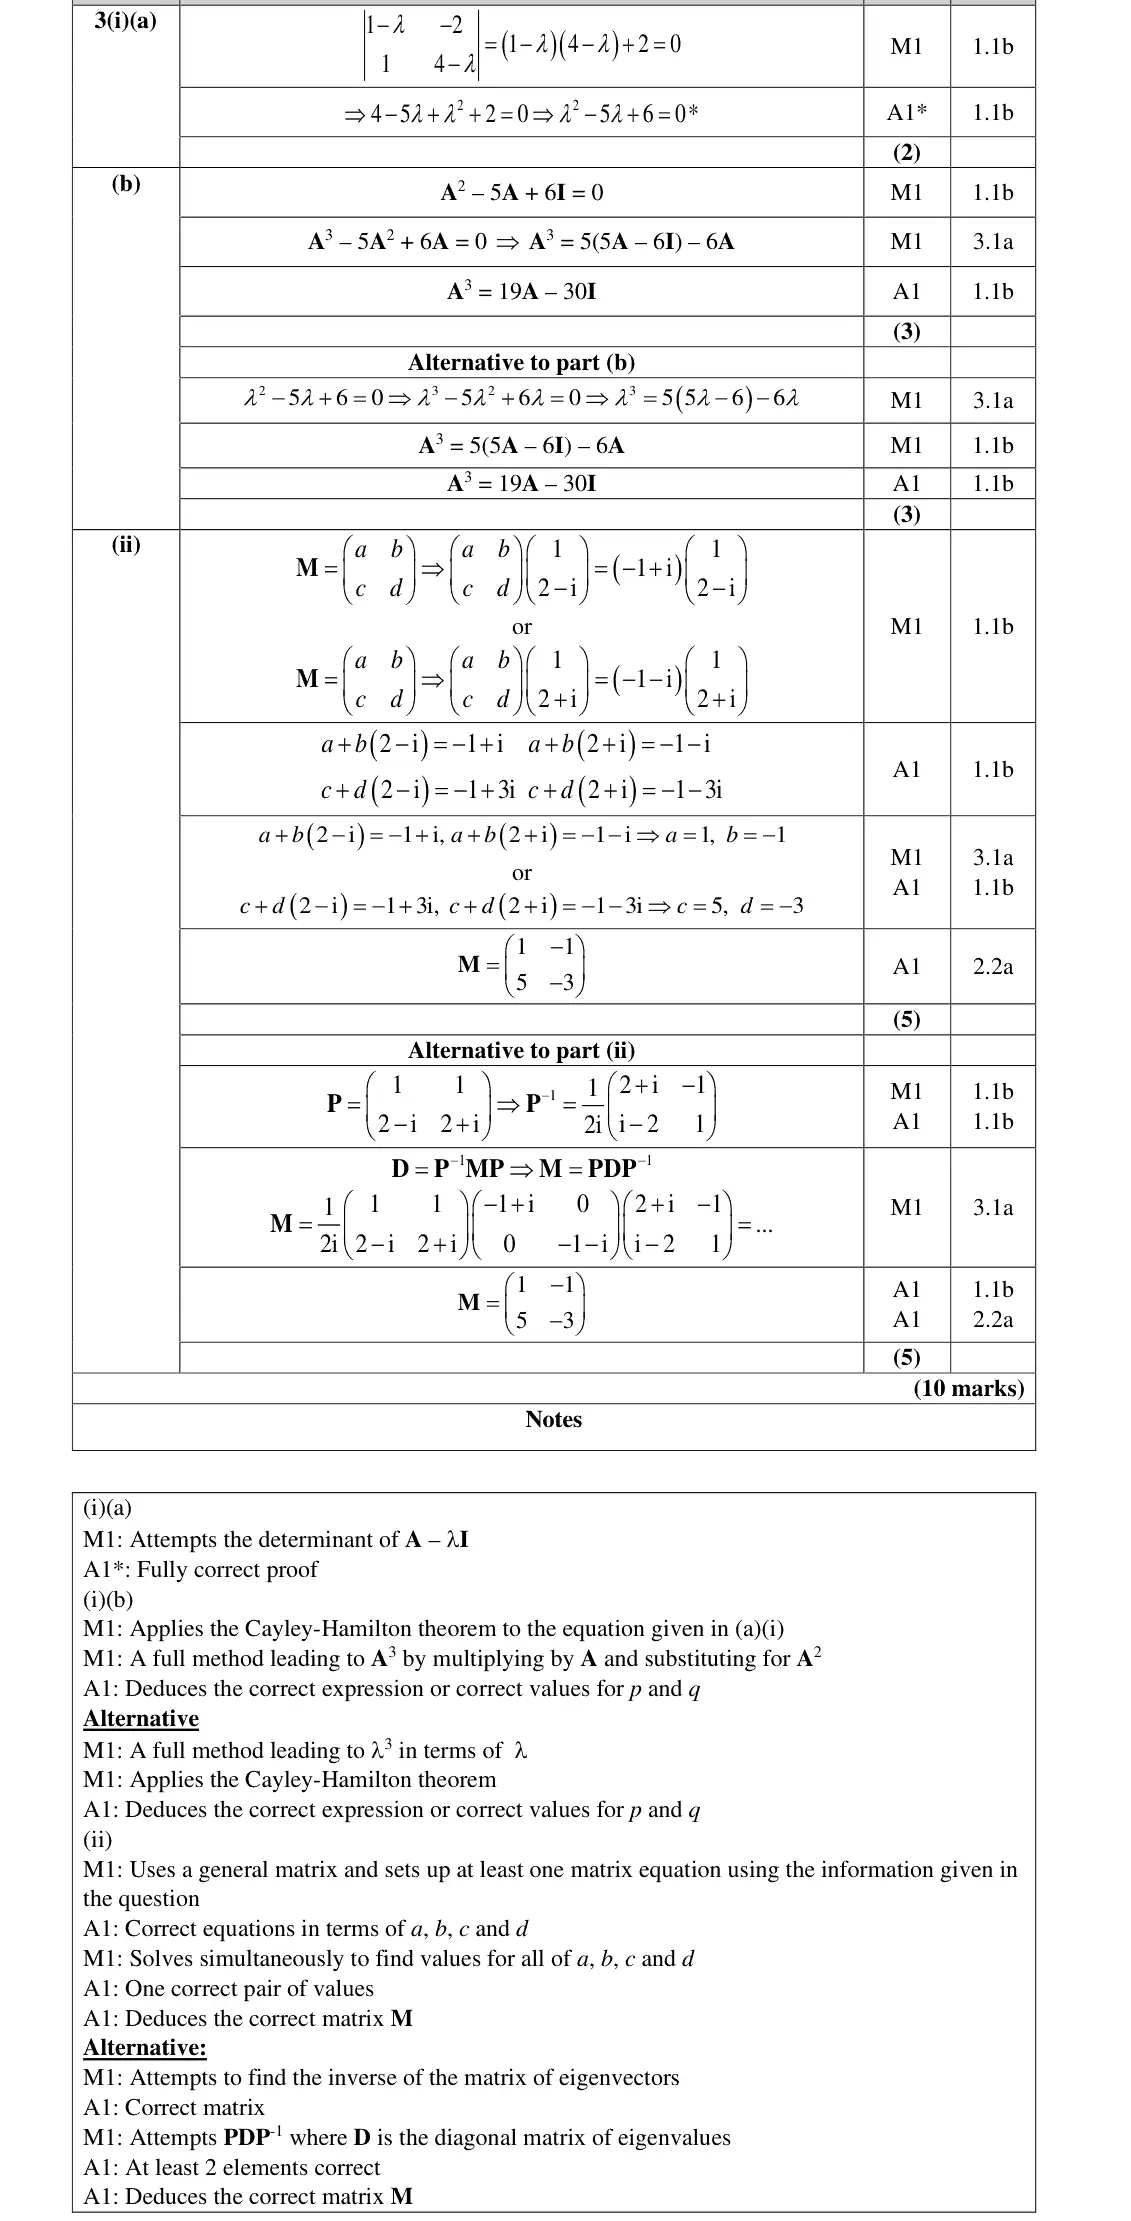 3(i)(a)
|1−λ −2; 1 4−λ| = (1−λ)(4−λ)+2 = 0 M1 1.1b
⇒ 4−5λ+λ²+2 = 0 ⇒ λ²−5λ+6 = 0* A1* 1.1b
(2)
(b)
A² – 5A + 6I = 0 M1 1.1b
A³ – 5A² + 6A = 0 ⇒ A³ = 5(5A – 6I) – 6A M1 3.1a
A³ = 19A – 30I A1 1.1b
(3)
Alternative to part (b)
λ²−5λ+6 = 0 ⇒ λ³−5λ²+6λ = 0 ⇒ λ³ = 5(5λ−6)−6λ M1 3.1a
A³ = 5(5A – 6I) – 6A M1 1.1b
A³ = 19A – 30I A1 1.1b
(3)
(ii)
M = (a b; c d) ⇒ (a b; c d)(1; 2−i) = (−1+i)(1; 2−i)
or
M1 1.1b
M = (a b; c d) ⇒ (a b; c d)(1; 2+i) = (−1−i)(1; 2+i)
a+b(2−i) = −1+i a+b(2+i) = −1−i
A1 1.1b
c+d(2−i) = −1+3i c+d(2+i) = −1−3i
a+b(2−i) = −1+i, a+b(2+i) = −1−i ⇒ a = 1, b = −1
M1 3.1a
or
A1 1.1b
c+d(2−i) = −1+3i, c+d(2+i) = −1−3i ⇒ c = 5, d = −3
M = (1 −1; 5 −3) A1 2.2a
(5)
Alternative to part (ii)
P = (1 1; 2−i 2+i) ⇒ P⁻¹ = 1/2i (2+i −1; i−2 1) M1 1.1b
A1 1.1b
D = P⁻¹MP ⇒ M = PDP⁻¹
M = 1/2i (1 1; 2−i 2+i)(−1+i 0; 0 −1−i)(2+i −1; i−2 1) = ... M1 3.1a
M = (1 −1; 5 −3) A1 1.1b
A1 2.2a
(5)
(10 marks)
Notes
(i)(a)
M1: Attempts the determinant of A – λI
A1*: Fully correct proof
(i)(b)
M1: Applies the Cayley-Hamilton theorem to the equation given in (a)(i)
M1: A full method leading to A³ by multiplying by A and substituting for A²
A1: Deduces the correct expression or correct values for p and q
Alternative
M1: A full method leading to λ³ in terms of λ
M1: Applies the Cayley-Hamilton theorem
A1: Deduces the correct expression or correct values for p and q
(ii)
M1: Uses a general matrix and sets up at least one matrix equation using the information given in
the question
A1: Correct equations in terms of a, b, c and d
M1: Solves simultaneously to find values for all of a, b, c and d
A1: One correct pair of values
A1: Deduces the correct matrix M
Alternative:
M1: Attempts to find the inverse of the matrix of eigenvectors
A1: Correct matrix
M1: Attempts PDP⁻¹ where D is the diagonal matrix of eigenvalues
A1: At least 2 elements correct
A1: Deduces the correct matrix M